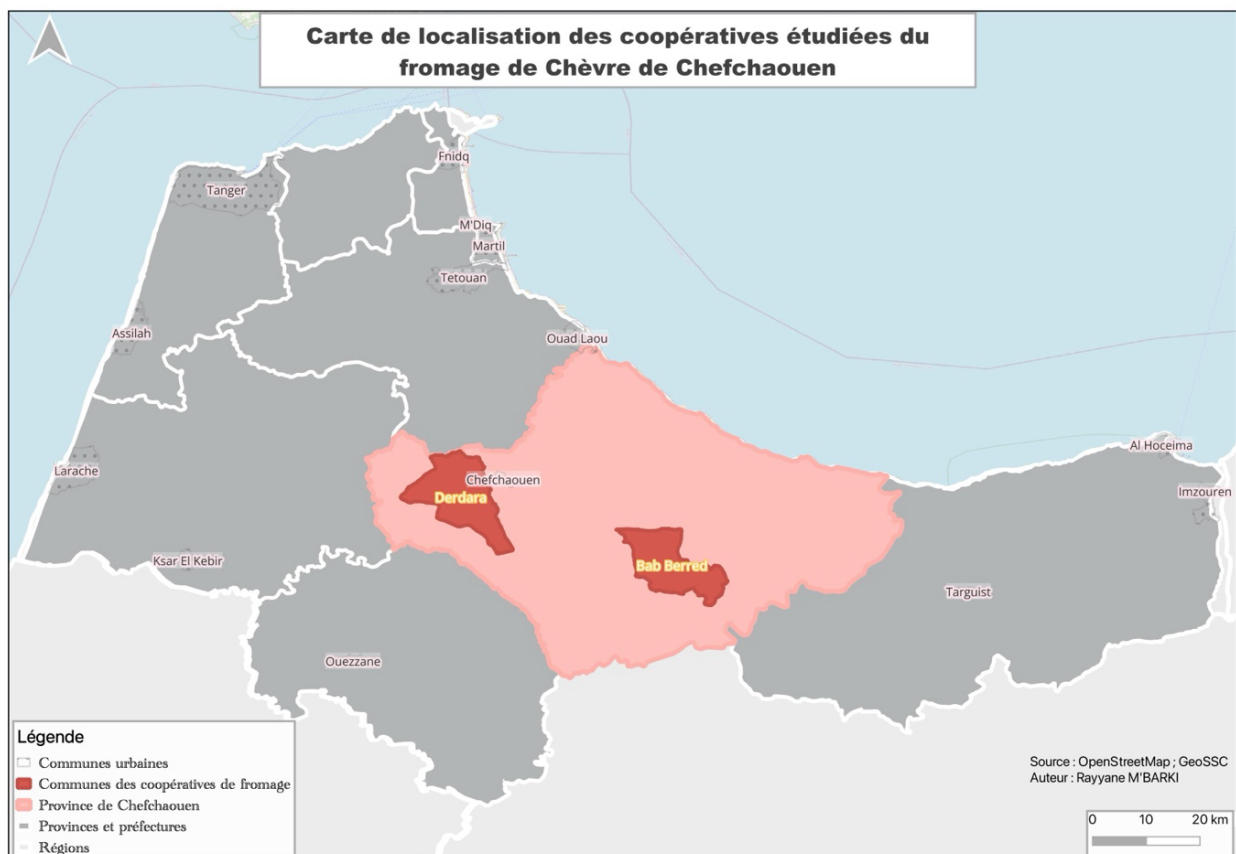 Carte de localisation des coopératives étudiées du
fromage de Chèvre de Chefchaouen
Fnidq
Tanger
M'Diq
Martil
Tetouan
Assilah
Ouad Laou
Al Hoceima
Larache
Chefchaouen
Derdara
Imzouren
Ksar El Kebir
Bab Berred
Targuist
Ouezzane
Légende
Communes urbaines
Communes des coopératives de fromage
Province de Chefchaouen
Provinces et préfectures
Régions
Source : OpenStreetMap ; GeoSSC
Auteur : Rayyane M'BARKI
0 10 20 km